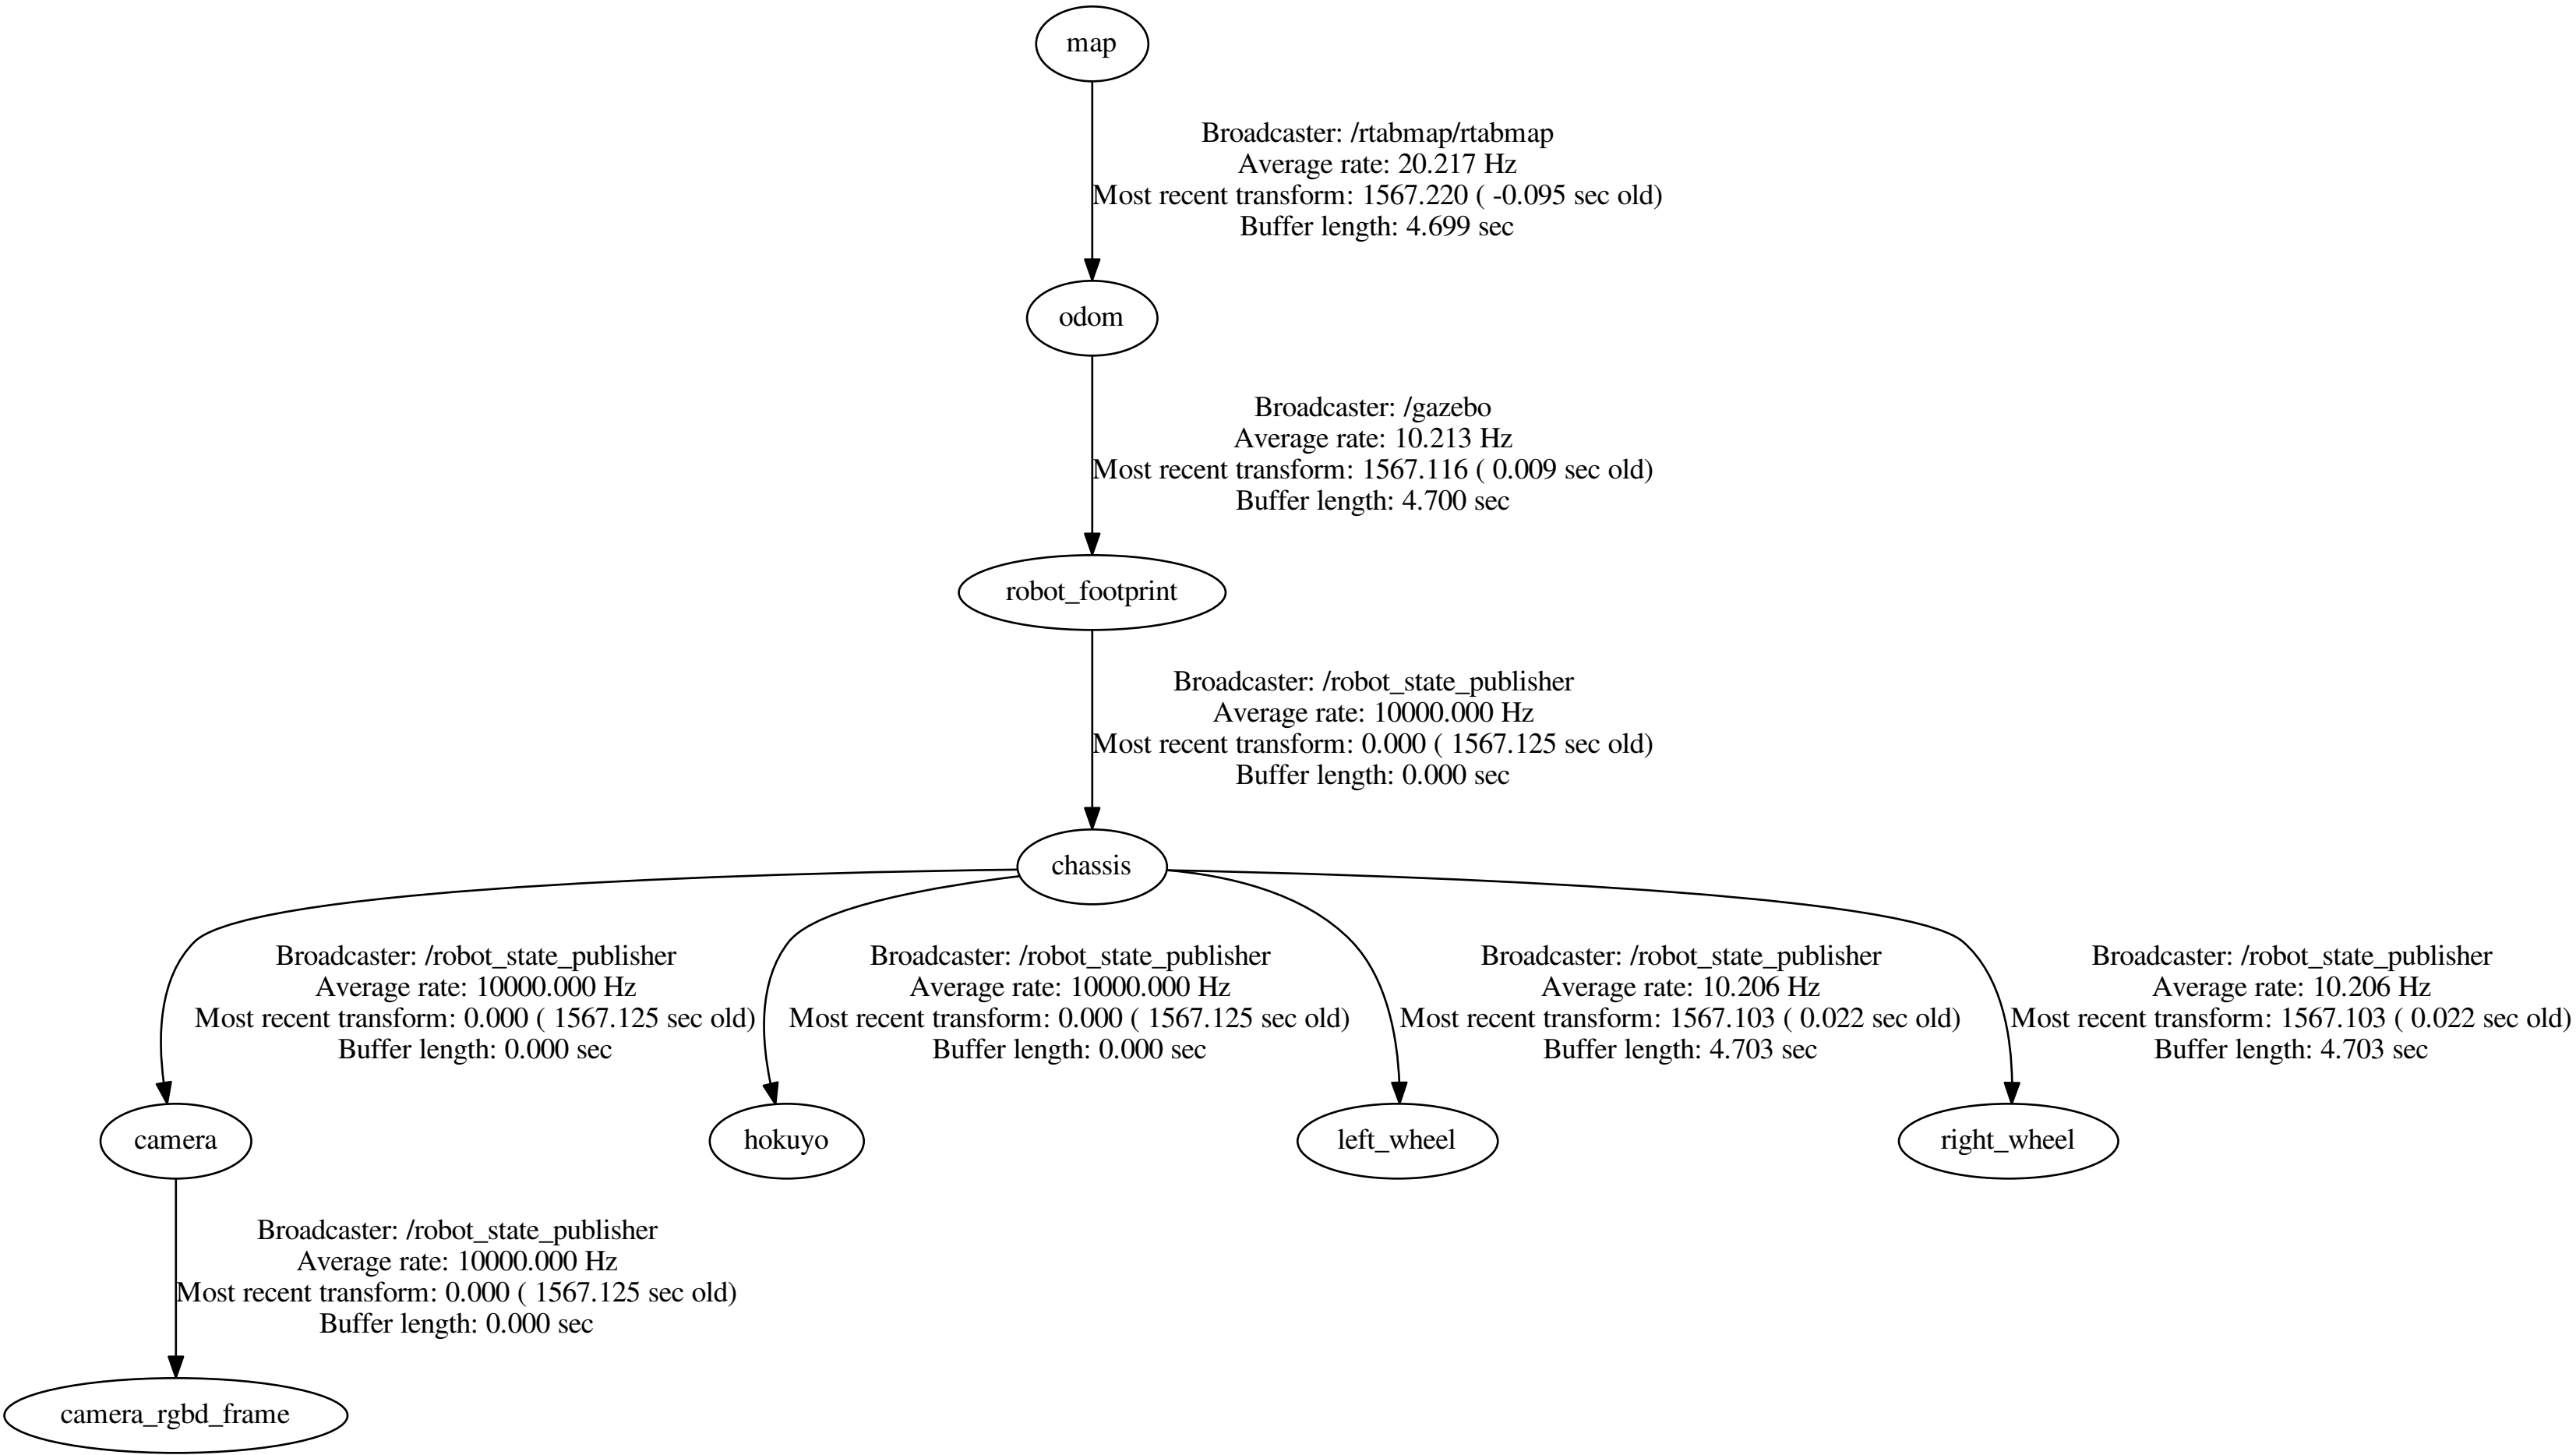 map
Broadcaster: /rtabmap/rtabmap
Average rate: 20.217 Hz
Most recent transform: 1567.220 ( -0.095 sec old)
Buffer length: 4.699 sec
odom
Broadcaster: /gazebo
Average rate: 10.213 Hz
Most recent transform: 1567.116 ( 0.009 sec old)
Buffer length: 4.700 sec
robot_footprint
Broadcaster: /robot_state_publisher
Average rate: 10000.000 Hz
Most recent transform: 0.000 ( 1567.125 sec old)
Buffer length: 0.000 sec
chassis
Broadcaster: /robot_state_publisher
Average rate: 10000.000 Hz
Most recent transform: 0.000 ( 1567.125 sec old)
Buffer length: 0.000 sec
Broadcaster: /robot_state_publisher
Average rate: 10000.000 Hz
Most recent transform: 0.000 ( 1567.125 sec old)
Buffer length: 0.000 sec
Broadcaster: /robot_state_publisher
Average rate: 10.206 Hz
Most recent transform: 1567.103 ( 0.022 sec old)
Buffer length: 4.703 sec
Broadcaster: /robot_state_publisher
Average rate: 10.206 Hz
Most recent transform: 1567.103 ( 0.022 sec old)
Buffer length: 4.703 sec
camera
hokuyo
left_wheel
right_wheel
Broadcaster: /robot_state_publisher
Average rate: 10000.000 Hz
Most recent transform: 0.000 ( 1567.125 sec old)
Buffer length: 0.000 sec
camera_rgbd_frame